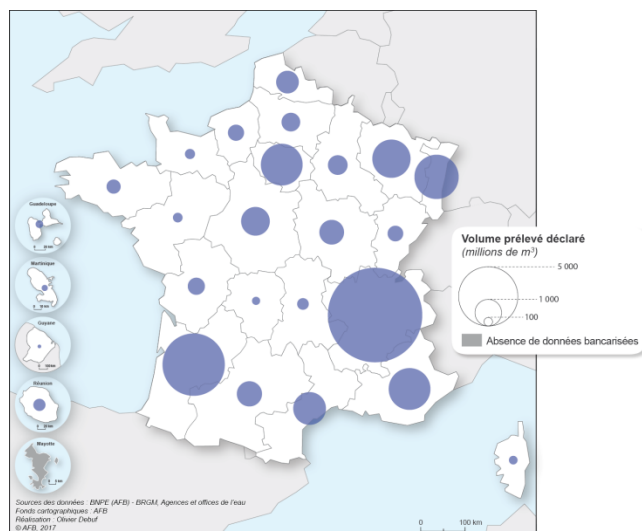 Guadeloupe
Martinique
Guyane
Réunion
Mayotte
Volume prélevé déclaré
(millions de m³)
5 000
1 000
100
Absence de données bancarisées
Sources des données : BNPE (AFB) - BRGM, Agences et offices de l'eau
Fonds cartographiques : AFB
Réalisation : Olivier Debuf
© AFB, 2017
0 100 km